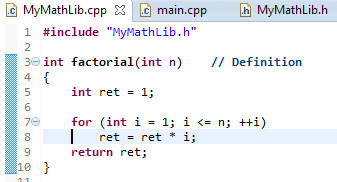 MyMathLib.cpp main.cpp MyMathLib.h
1 #include "MyMathLib.h"
2
3 int factorial(int n)    // Definition
4 {
5     int ret = 1;
6
7     for (int i = 1; i <= n; ++i)
8         ret = ret * i;
9     return ret;
10 }